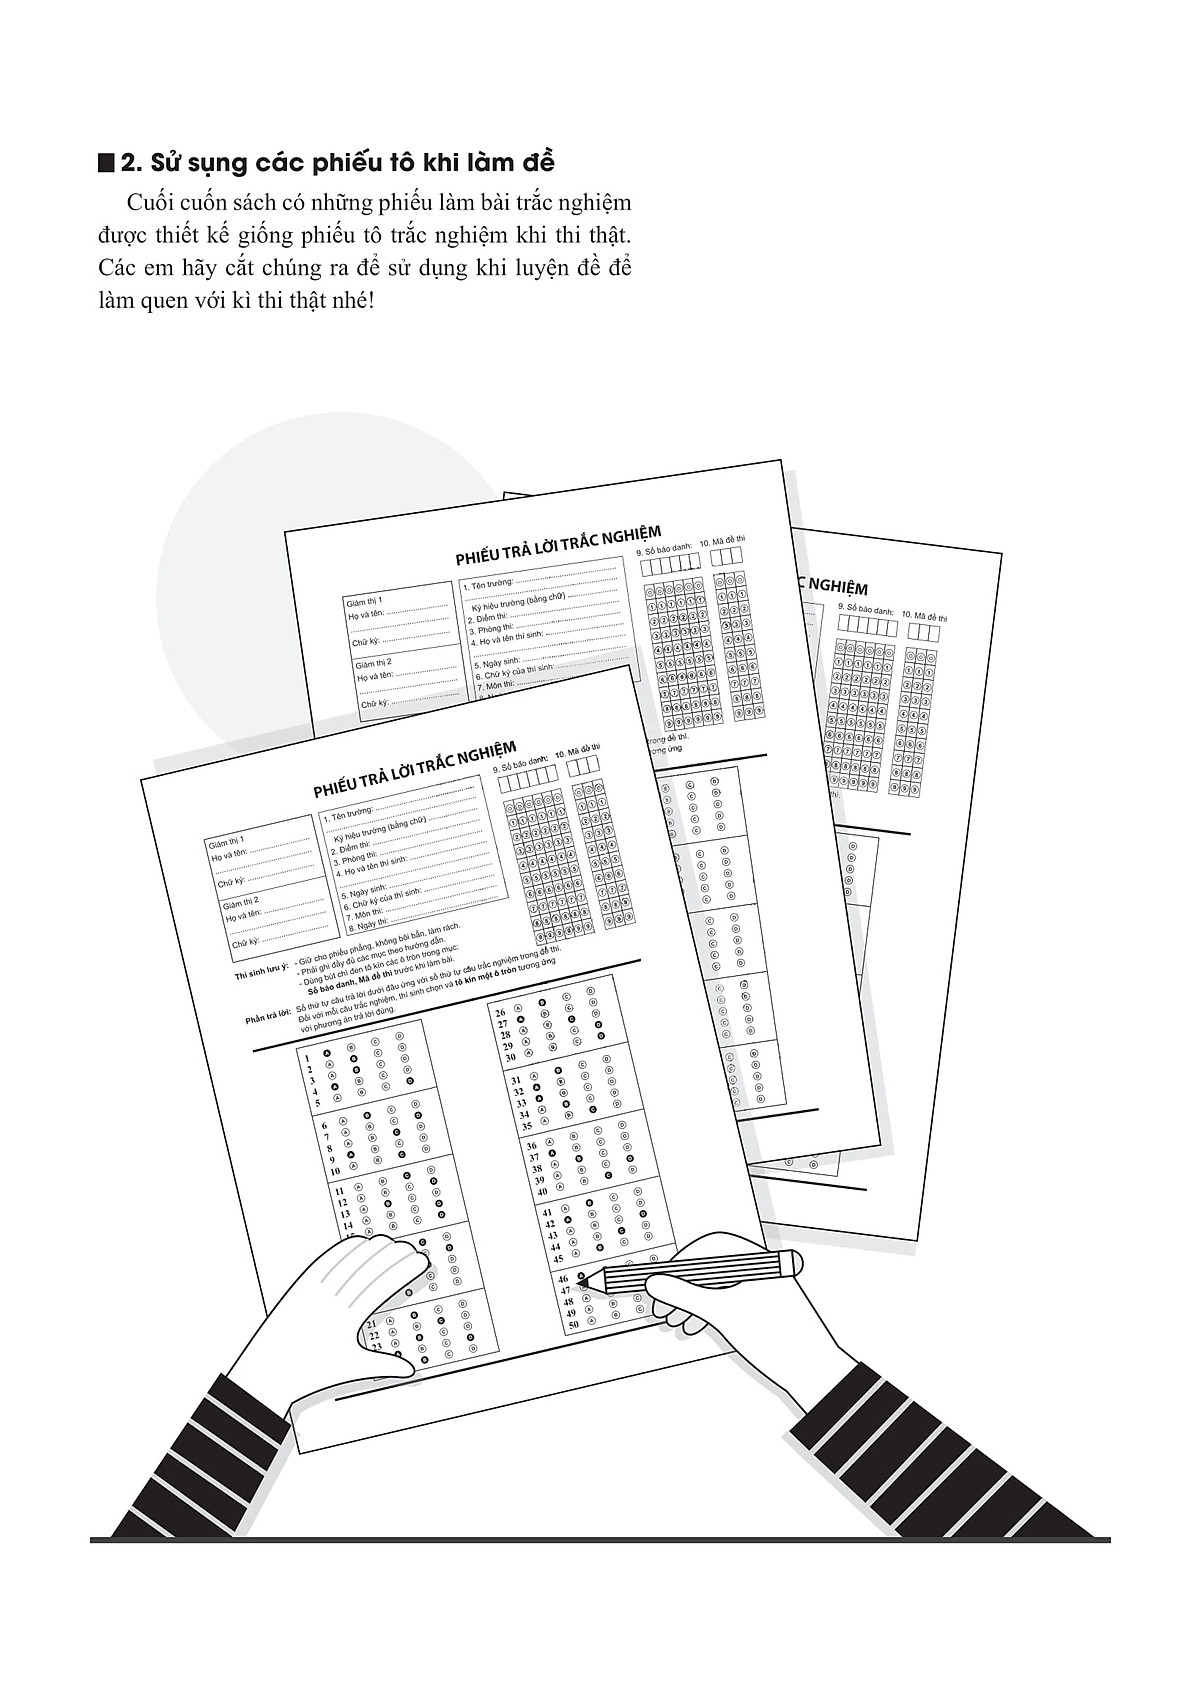 2. Sử sụng các phiếu tô khi làm đề
Cuối cuốn sách có những phiếu làm bài trắc nghiệm
được thiết kế giống phiếu tô trắc nghiệm khi thi thật.
Các em hãy cắt chúng ra để sử dụng khi luyện đề để
làm quen với kì thi thật nhé!
PHIẾU TRẢ LỜI TRẮC NGHIỆM
9. Số báo danh: 10. Mã đề thi
Giám thị 1
Họ và tên:
Chữ ký:
Giám thị 2
Họ và tên:
Chữ ký:
1. Tên trường:
Ký hiệu trường (bằng chữ)
2. Điểm thi:
3. Phòng thi:
4. Họ và tên thí sinh:
5. Ngày sinh:
6. Chữ ký của thí sinh:
7. Môn thi:
trong đề thi.
ơng ứng
C NGHIỆM
9. Số báo danh: 10. Mã đề thi
thi.
PHIẾU TRẢ LỜI TRẮC NGHIỆM
9. Số báo danh: 10. Mã đề thi
Giám thị 1
Họ và tên:
Chữ ký:
Giám thị 2
Họ và tên:
Chữ ký:
1. Tên trường:
Ký hiệu trường (bằng chữ)
2. Điểm thi:
3. Phòng thi:
4. Họ và tên thí sinh:
5. Ngày sinh:
6. Chữ ký của thí sinh:
7. Môn thi:
8. Ngày thi:
Thí sinh lưu ý: - Giữ cho phiếu phẳng, không bôi bẩn, làm rách.
- Phải ghi đầy đủ các mục theo hướng dẫn.
- Dùng bút chì đen tô kín các ô tròn trong mục:
Số báo danh, Mã đề thi trước khi làm bài.
Phần trả lời: Số thứ tự câu trả lời dưới đây ứng với số thứ tự câu trắc nghiệm trong đề thi.
Đối với mỗi câu trắc nghiệm, thí sinh chọn và tô kín một ô tròn tương ứng
với phương án trả lời đúng.
1 A B C D
2 A B C D
3 A B C D
4 A B C D
5 A B C D
6 A B C D
7 A B C D
8 A B C D
9 A B C D
10 A B C D
11 A B C D
12 A B C D
13 A B C D
14 A B C D
21 A B C D
22 A B C D
23 A B C D
26 A B C D
27 A B C D
28 A B C D
29 A B C D
30 A B C D
31 A B C D
32 A B C D
33 A B C D
34 A B C D
35 A B C D
36 A B C D
37 A B C D
38 A B C D
39 A B C D
40 A B C D
41 A B C D
42 A B C D
43 A B C D
44 A B C D
45 A B C D
46 A
47
48 A
49 A B C D
50 A B C D